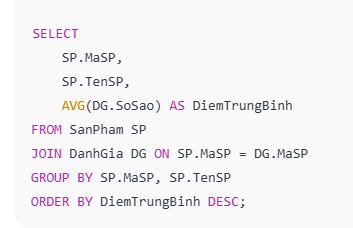 SELECT
SP.MaSP,
SP.TenSP,
AVG(DG.SoSao) AS DiemTrungBinh
FROM SanPham SP
JOIN DanhGia DG ON SP.MaSP = DG.MaSP
GROUP BY SP.MaSP, SP.TenSP
ORDER BY DiemTrungBinh DESC;